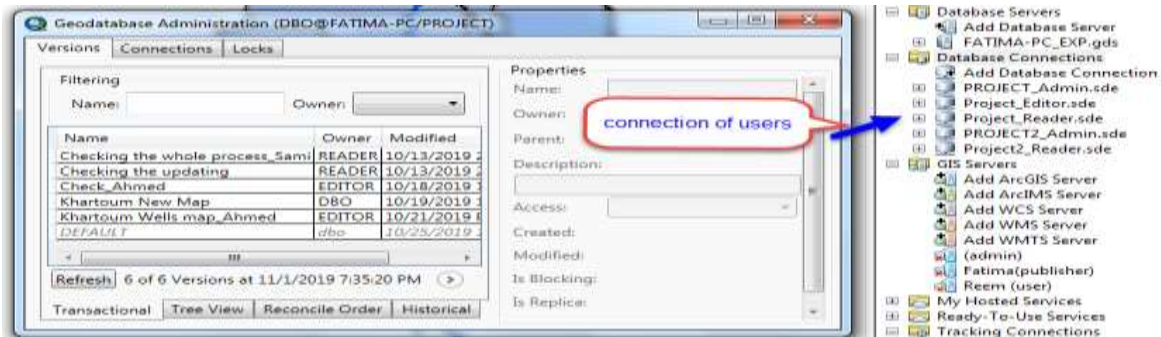 Geodatabase Administration (DBO@FATIMA-PC/PROJECT)
Versions Connections Locks
Filtering
Name: Owner:
Name Owner Modified
Checking the whole process_Sami READER 10/13/2019 2
Checking the updating READER 10/13/2019 2
Check_Ahmed EDITOR 10/18/2019 1
Khartoum New Map DBO 10/19/2019 1
Khartoum Wells map_Ahmed EDITOR 10/21/2019
DEFAULT dbo 10/25/2019
Refresh 6 of 6 Versions at 11/1/2019 7:35:20 PM
Transactional Tree View Reconcile Order Historical
Properties
Name:
Owner:
Parent:
Description:
Access:
Created:
Modified:
Is Blocking:
Is Replica:
connection of users
Database Servers
Add Database Server
FATIMA-PC_EXP.gds
Database Connections
Add Database Connection
PROJECT_Admin.sde
Project_Editor.sde
Project_Reader.sde
PROJECT2_Admin.sde
Project2_Reader.sde
GIS Servers
Add ArcGIS Server
Add ArcIMS Server
Add WCS Server
Add WMS Server
Add WMTS Server
(admin)
Fatima(publisher)
Reem (user)
My Hosted Services
Ready-To-Use Services
Tracking Connections